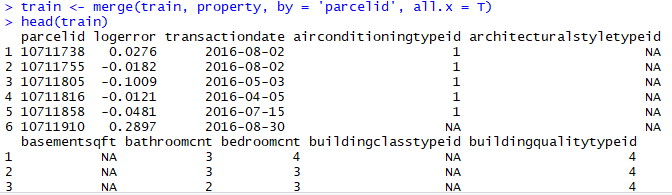 > train <- merge(train, property, by = 'parcelid', all.x = T)
> head(train)
parcelid logerror transactiondate airconditioningtypeid architecturalstyletypeid
1 10711738 0.0276 2016-08-02 1 NA
2 10711755 -0.0182 2016-08-02 1 NA
3 10711805 -0.1009 2016-05-03 1 NA
4 10711816 -0.0121 2016-04-05 1 NA
5 10711858 -0.0481 2016-07-15 1 NA
6 10711910 0.2897 2016-08-30 NA NA
basementsqft bathroomcnt bedroomcnt buildingclasstypeid buildingqualitytypeid
1 NA 3 4 NA 4
2 NA 3 3 NA 4
3 NA 2 3 NA 4